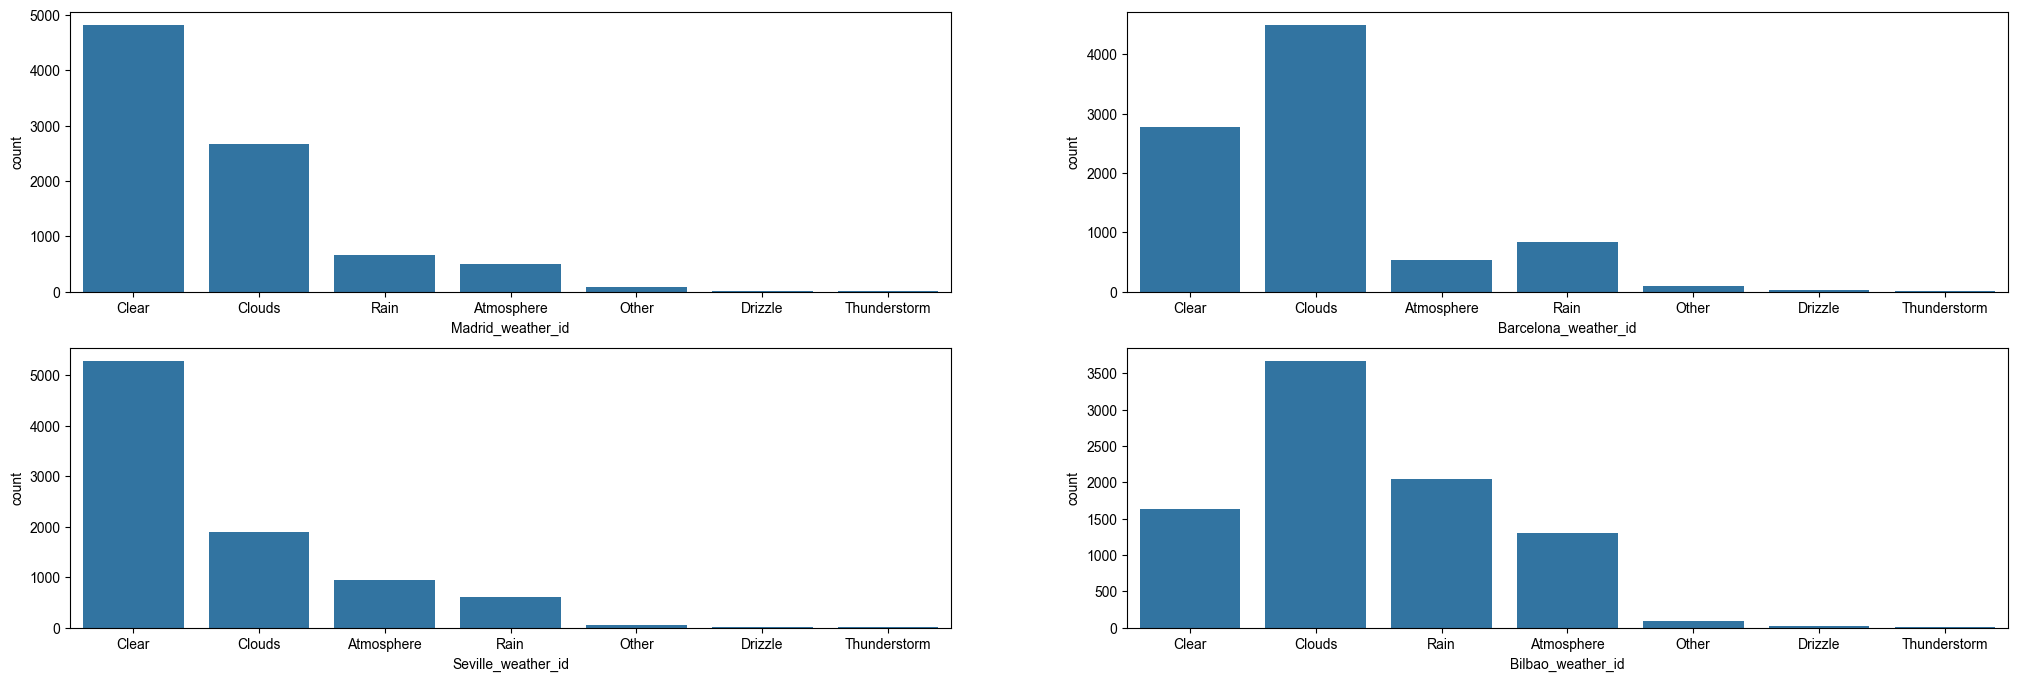 5000
4000
3000
2000
1000
0
count
Clear Clouds Rain Atmosphere Other Drizzle Thunderstorm
Madrid_weather_id
4000
3000
2000
1000
0
count
Clear Clouds Atmosphere Rain Other Drizzle Thunderstorm
Barcelona_weather_id
5000
4000
3000
2000
1000
0
count
Clear Clouds Atmosphere Rain Other Drizzle Thunderstorm
Seville_weather_id
3500
3000
2500
2000
1500
1000
500
0
count
Clear Clouds Rain Atmosphere Other Drizzle Thunderstorm
Bilbao_weather_id